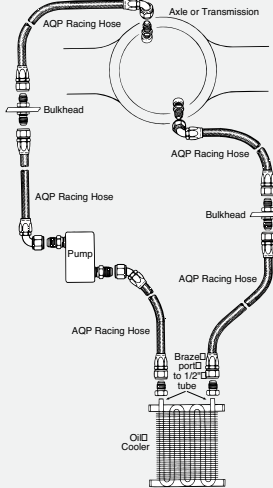 Axle or Transmission
AQP Racing Hose
Bulkhead
AQP Racing Hose
AQP Racing Hose
Bulkhead
Pump
AQP Racing Hose
AQP Racing Hose
Braze□
port□
to 1/2"□
tube
Oil□
Cooler